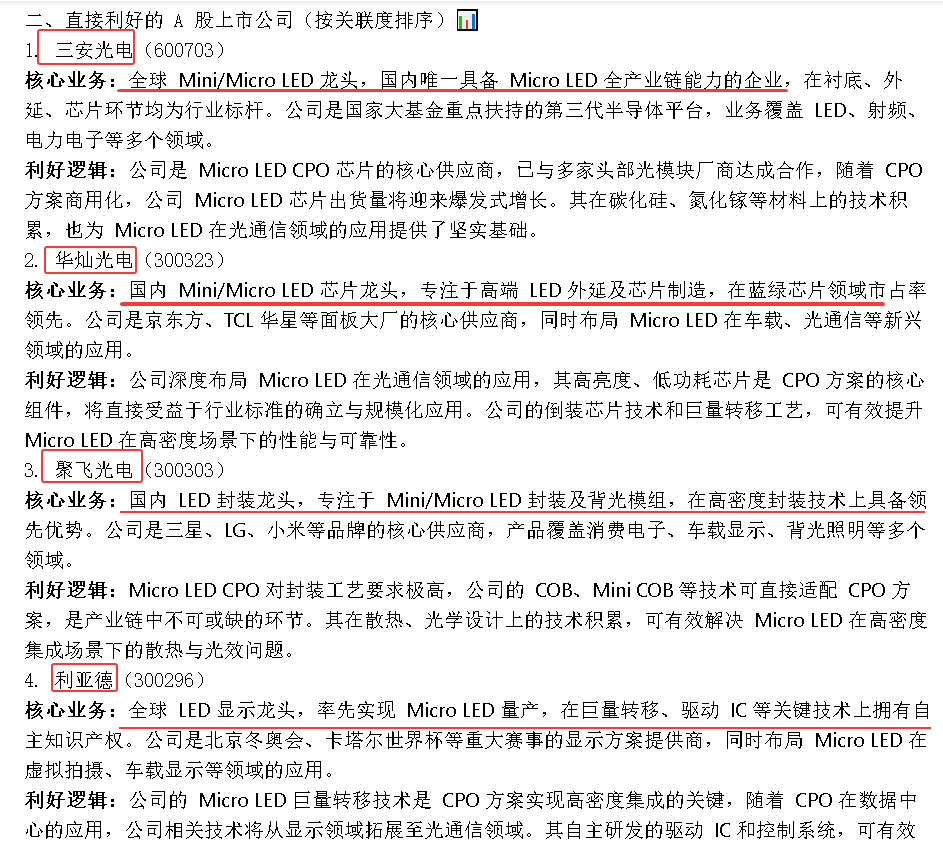 二、直接利好的 A 股上市公司（按关联度排序）📊
1. 三安光电（600703）
核心业务：全球 Mini/Micro LED 龙头，国内唯一具备 Micro LED 全产业链能力的企业，在衬底、外
延、芯片环节均为行业标杆。公司是国家大基金重点扶持的第三代半导体平台，业务覆盖 LED、射频、
电力电子等多个领域。
利好逻辑：公司是 Micro LED CPO 芯片的核心供应商，已与多家头部光模块厂商达成合作，随着 CPO
方案商用化，公司 Micro LED 芯片出货量将迎来爆发式增长。其在碳化硅、氮化镓等材料上的技术积
累，也为 Micro LED 在光通信领域的应用提供了坚实基础。
2. 华灿光电（300323）
核心业务：国内 Mini/Micro LED 芯片龙头，专注于高端 LED 外延及芯片制造，在蓝绿芯片领域市占率
领先。公司是京东方、TCL 华星等面板大厂的核心供应商，同时布局 Micro LED 在车载、光通信等新兴
领域的应用。
利好逻辑：公司深度布局 Micro LED 在光通信领域的应用，其高亮度、低功耗芯片是 CPO 方案的核心
组件，将直接受益于行业标准的确立与规模化应用。公司的倒装芯片技术和巨量转移工艺，可有效提升
Micro LED 在高密度场景下的性能与可靠性。
3. 聚飞光电（300303）
核心业务：国内 LED 封装龙头，专注于 Mini/Micro LED 封装及背光模组，在高密度封装技术上具备领
先优势。公司是三星、LG、小米等品牌的核心供应商，产品覆盖消费电子、车载显示、背光照明等多个
领域。
利好逻辑：Micro LED CPO 对封装工艺要求极高，公司的 COB、Mini COB 等技术可直接适配 CPO 方
案，是产业链中不可或缺的环节。其在散热、光学设计上的技术积累，可有效解决 Micro LED 在高密度
集成场景下的散热与光效问题。
4. 利亚德（300296）
核心业务：全球 LED 显示龙头，率先实现 Micro LED 量产，在巨量转移、驱动 IC 等关键技术上拥有自
主知识产权。公司是北京冬奥会、卡塔尔世界杯等重大赛事的显示方案提供商，同时布局 Micro LED 在
虚拟拍摄、车载显示等领域的应用。
利好逻辑：公司的 Micro LED 巨量转移技术是 CPO 方案实现高密度集成的关键，随着 CPO 在数据中
心的应用，公司相关技术将从显示领域拓展至光通信领域。其自主研发的驱动 IC 和控制系统，可有效